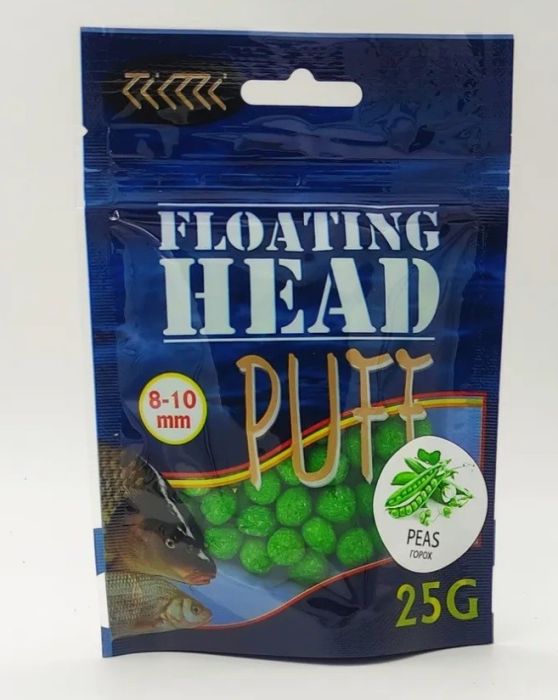 FLOATING
HEAD
PUFF
8-10
mm
PEAS
ГОРОХ
25G